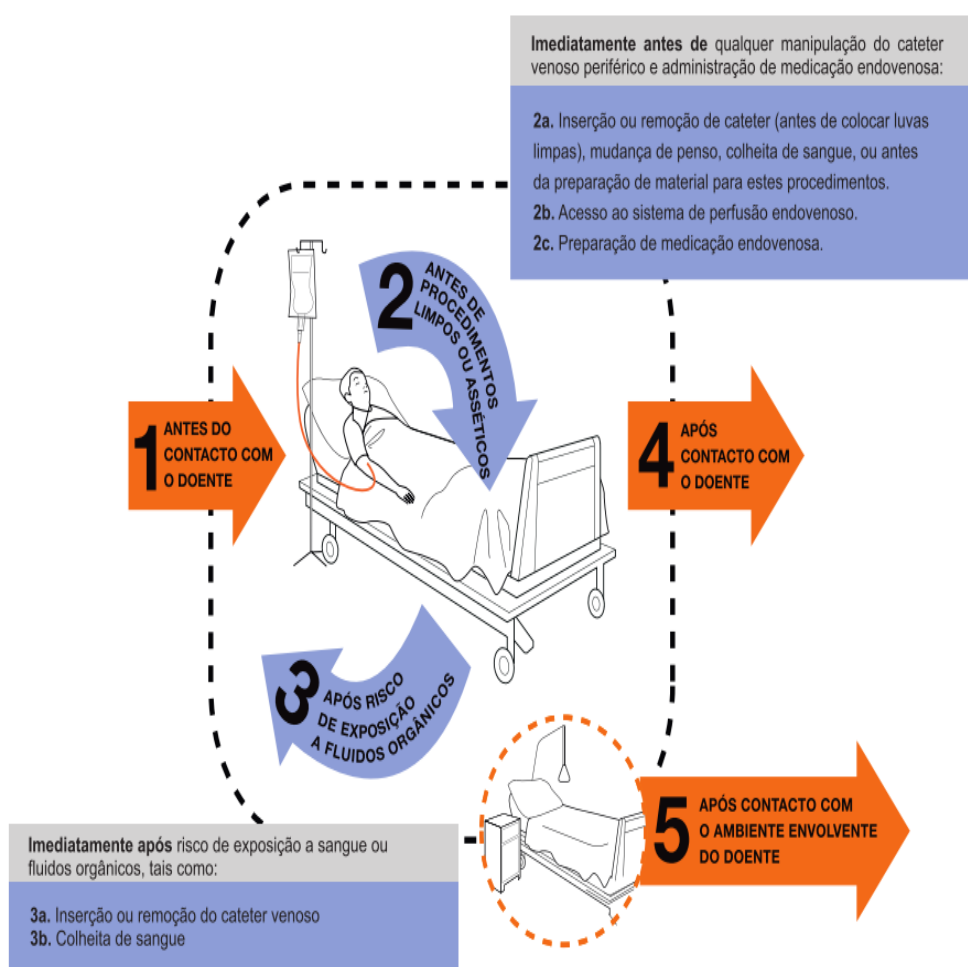 Imediatamente antes de qualquer manipulação do cateter
venoso periférico e administração de medicação endovenosa:
2a. Inserção ou remoção de cateter (antes de colocar luvas
limpas), mudança de penso, colheita de sangue, ou antes
da preparação de material para estes procedimentos.
2b. Acesso ao sistema de perfusão endovenoso.
2c. Preparação de medicação endovenosa.
2
ANTES DE
PROCEDIMENTOS
LIMPOS OU ASSÉTICOS
1
ANTES DO
CONTACTO COM
O DOENTE
4
APÓS
CONTACTO COM
O DOENTE
3
APÓS RISCO
DE EXPOSIÇÃO
A FLUIDOS ORGÂNICOS
5
APÓS CONTACTO COM
O AMBIENTE ENVOLVENTE
DO DOENTE
Imediatamente após risco de exposição a sangue ou
fluidos orgânicos, tais como:
3a. Inserção ou remoção do cateter venoso
3b. Colheita de sangue